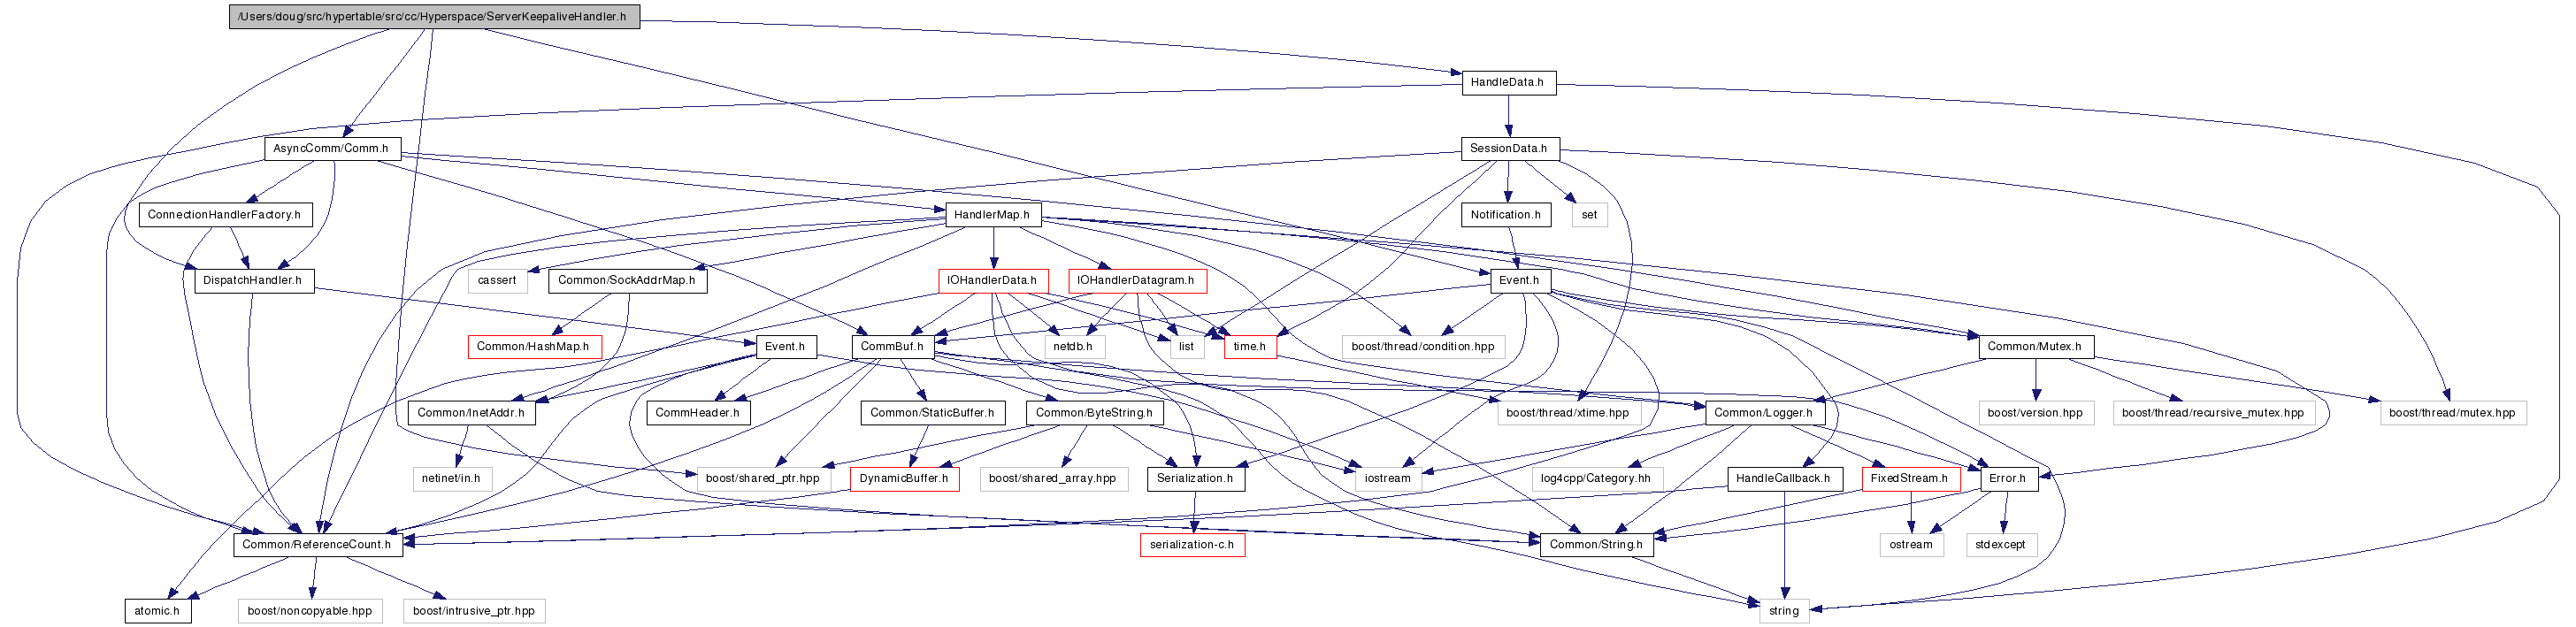 /Users/doug/src/hypertable/src/cc/Hyperspace/ServerKeepaliveHandler.h
HandleData.h
AsyncComm/Comm.h
SessionData.h
ConnectionHandlerFactory.h
HandlerMap.h
Notification.h
set
DispatchHandler.h
cassert
Common/SockAddrMap.h
IOHandlerData.h
IOHandlerDatagram.h
Event.h
Common/HashMap.h
Event.h
CommBuf.h
netdb.h
list
time.h
boost/thread/condition.hpp
Common/Mutex.h
Common/InetAddr.h
CommHeader.h
Common/StaticBuffer.h
Common/ByteString.h
boost/thread/xtime.hpp
Common/Logger.h
boost/version.hpp
boost/thread/recursive_mutex.hpp
boost/thread/mutex.hpp
netinet/in.h
boost/shared_ptr.hpp
DynamicBuffer.h
boost/shared_array.hpp
Serialization.h
iostream
log4cpp/Category.hh
HandleCallback.h
FixedStream.h
Error.h
Common/ReferenceCount.h
serialization-c.h
Common/String.h
ostream
stdexcept
atomic.h
boost/noncopyable.hpp
boost/intrusive_ptr.hpp
string